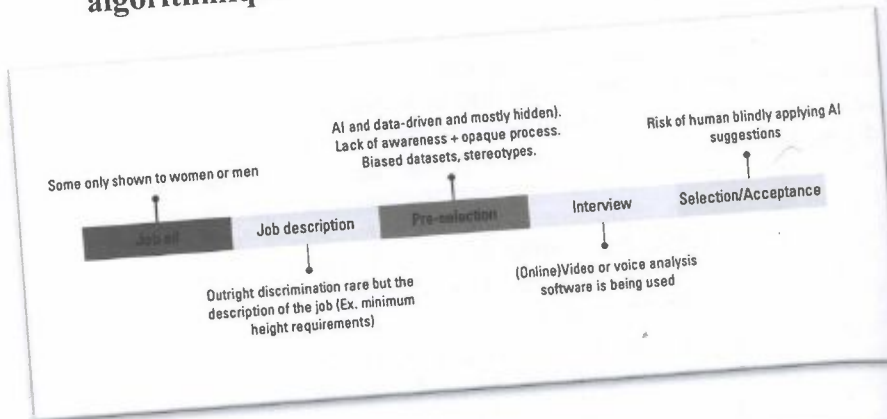 Some only shown to women or men
AI and data-driven and mostly hidden).
Lack of awareness + opaque process.
Biased datasets, stereotypes.
Risk of human blindly applying AI
suggestions
Job ad
Job description
Pre-selection
Interview
Selection/Acceptance
Outright discrimination rare but the
description of the job (Ex. minimum
height requirements)
(Online)Video or voice analysis
software is being used